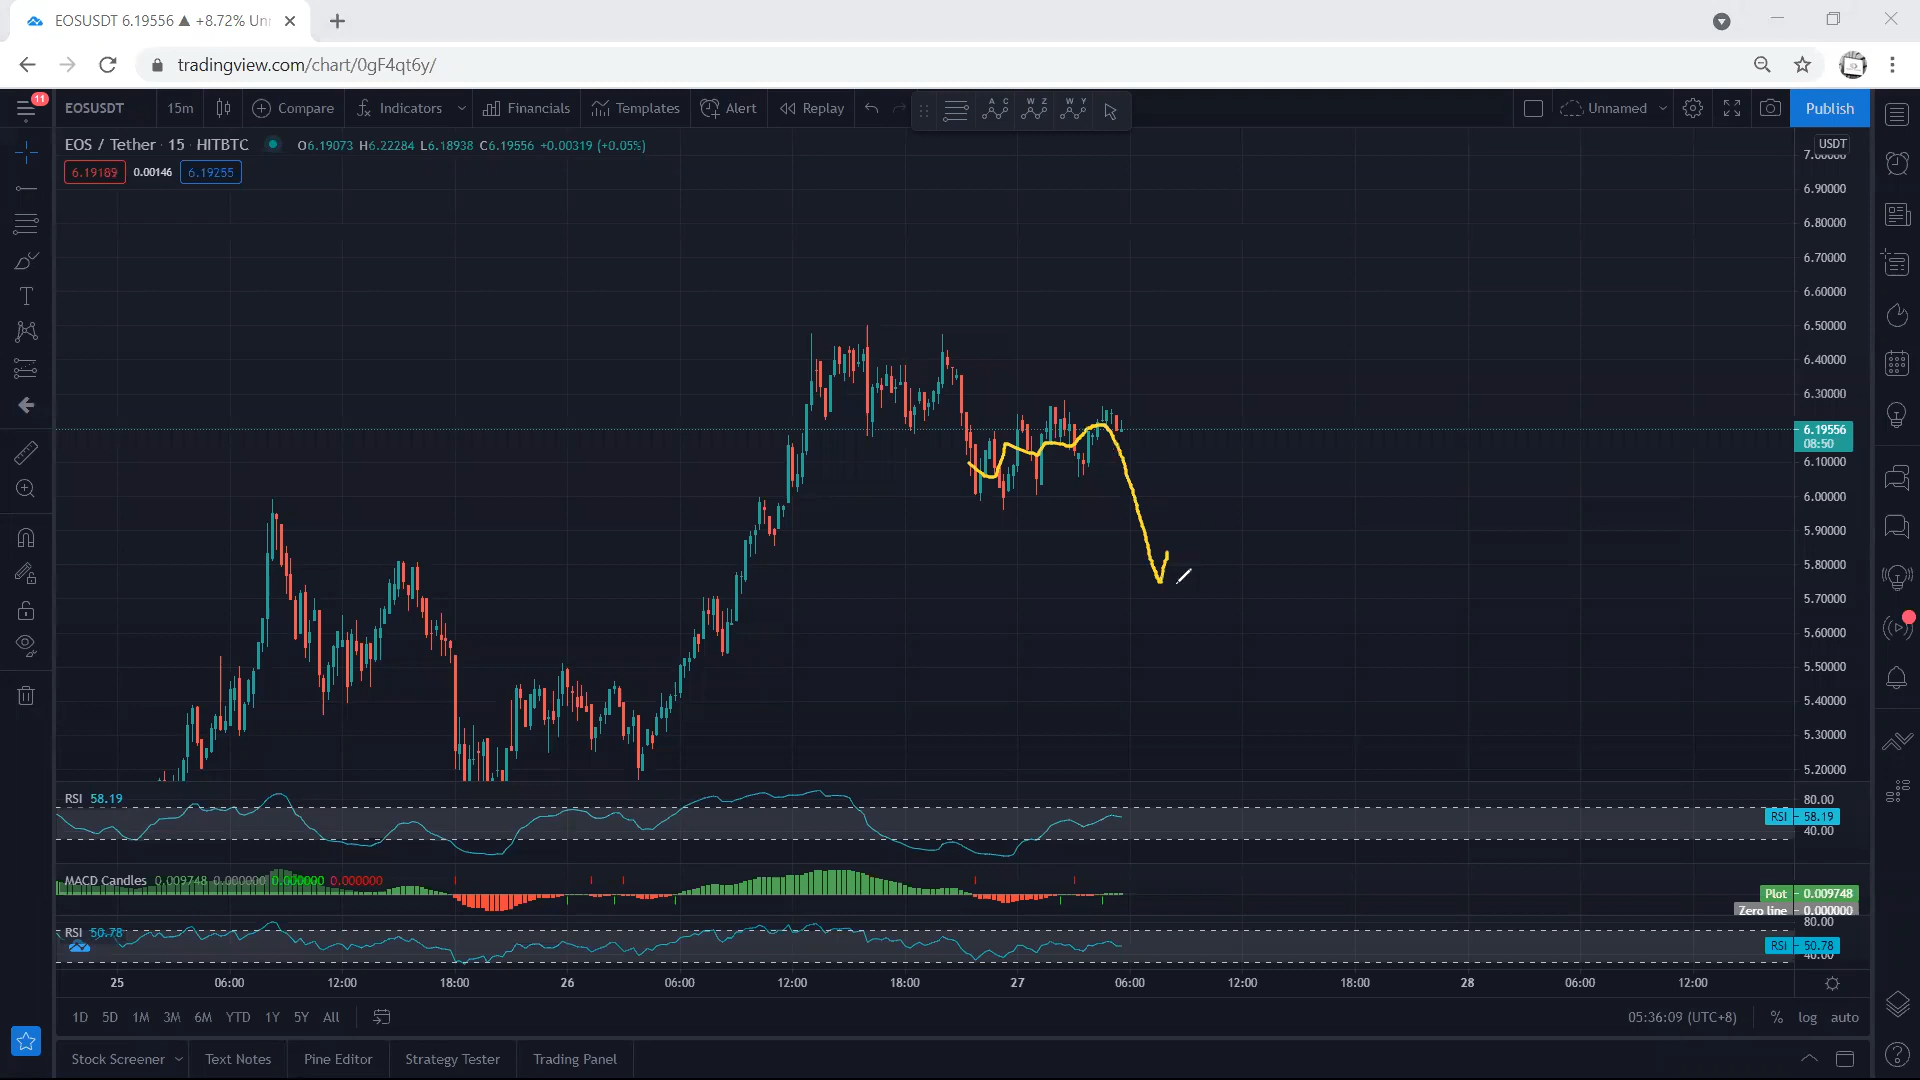 EOSUSDT 6.19556 ▲ +8.72% Unn
tradingview.com/chart/0gF4qt6y/
11
EOSUSDT 15m Compare Indicators Financials Templates Alert Replay A C W Z W Y Unnamed Publish
EOS / Tether · 15 · HITBTC O6.19073 H6.22284 L6.18938 C6.19556 +0.00319 (+0.05%)
6.19189 0.00146 6.19255
USDT
7.00000
6.90000
6.80000
6.70000
6.60000
6.50000
6.40000
6.30000
6.19556
08:50
6.10000
6.00000
5.90000
5.80000
5.70000
5.60000
5.50000
5.40000
5.30000
5.20000
RSI 58.19
80.00
RSI 58.19
40.00
MACD Candles 0.009748 0.000000 0.000000 0.000000
Plot 0.009748
Zero line 0.000000
80.00
RSI 50.78
RSI 50.78
40.00
25 06:00 12:00 18:00 26 06:00 12:00 18:00 27 06:00 12:00 18:00 28 06:00 12:00
1D 5D 1M 3M 6M YTD 1Y 5Y All 05:36:09 (UTC+8) % log auto
Stock Screener Text Notes Pine Editor Strategy Tester Trading Panel